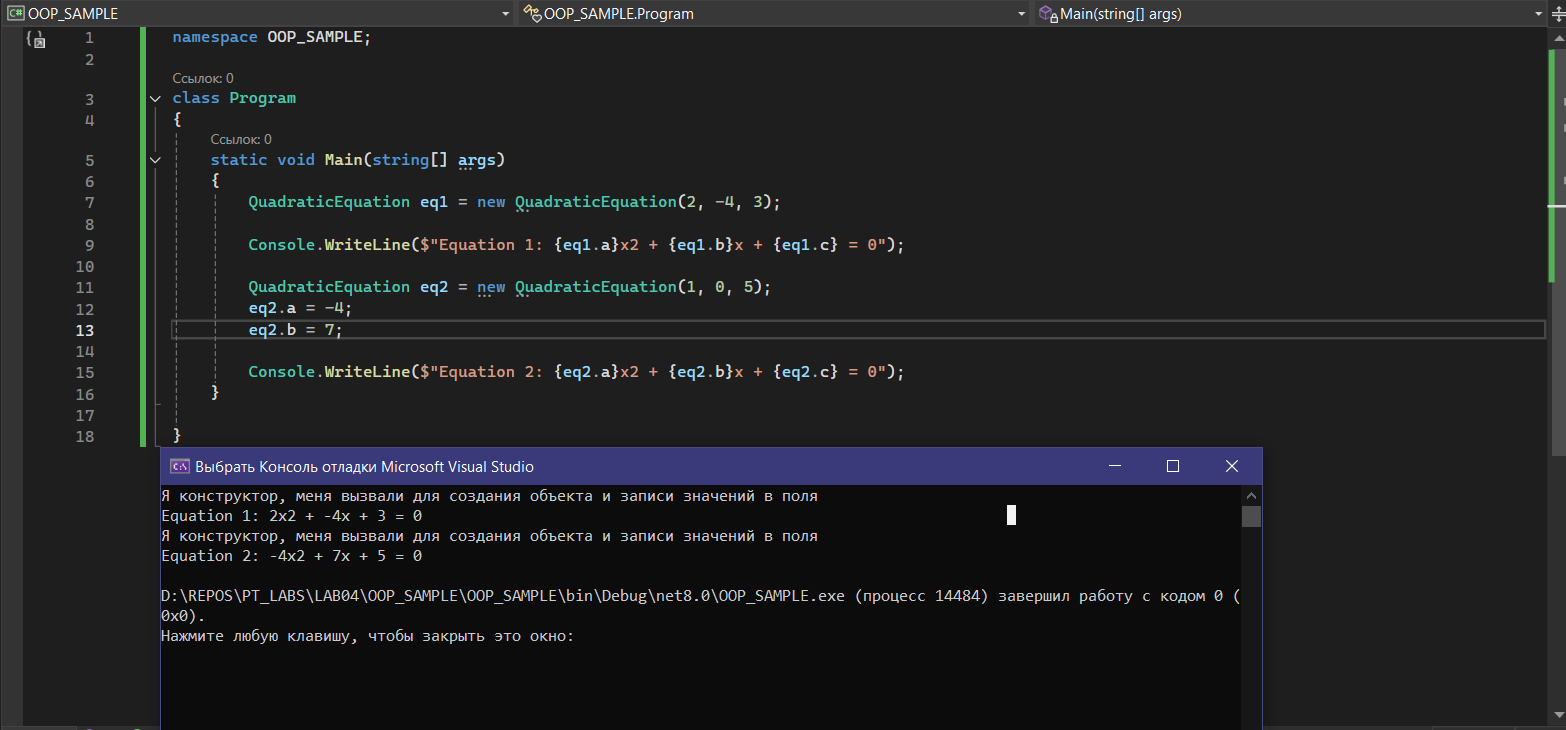 C# OOP_SAMPLE OOP_SAMPLE.Program Main(string[] args)
1 namespace OOP_SAMPLE;
2
Ссылок: 0
3 class Program
4 {
Ссылок: 0
5 static void Main(string[] args)
6 {
7 QuadraticEquation eq1 = new QuadraticEquation(2, -4, 3);
8
9 Console.WriteLine($"Equation 1: {eq1.a}x2 + {eq1.b}x + {eq1.c} = 0");
10
11 QuadraticEquation eq2 = new QuadraticEquation(1, 0, 5);
12 eq2.a = -4;
13 eq2.b = 7;
14
15 Console.WriteLine($"Equation 2: {eq2.a}x2 + {eq2.b}x + {eq2.c} = 0");
16 }
17
18 }
C:\ Выбрать Консоль отладки Microsoft Visual Studio
Я конструктор, меня вызвали для создания объекта и записи значений в поля
Equation 1: 2x2 + -4x + 3 = 0
Я конструктор, меня вызвали для создания объекта и записи значений в поля
Equation 2: -4x2 + 7x + 5 = 0
D:\REPOS\PT_LABS\LAB04\OOP_SAMPLE\OOP_SAMPLE\bin\Debug\net8.0\OOP_SAMPLE.exe (процесс 14484) завершил работу с кодом 0 (
0x0).
Нажмите любую клавишу, чтобы закрыть это окно: